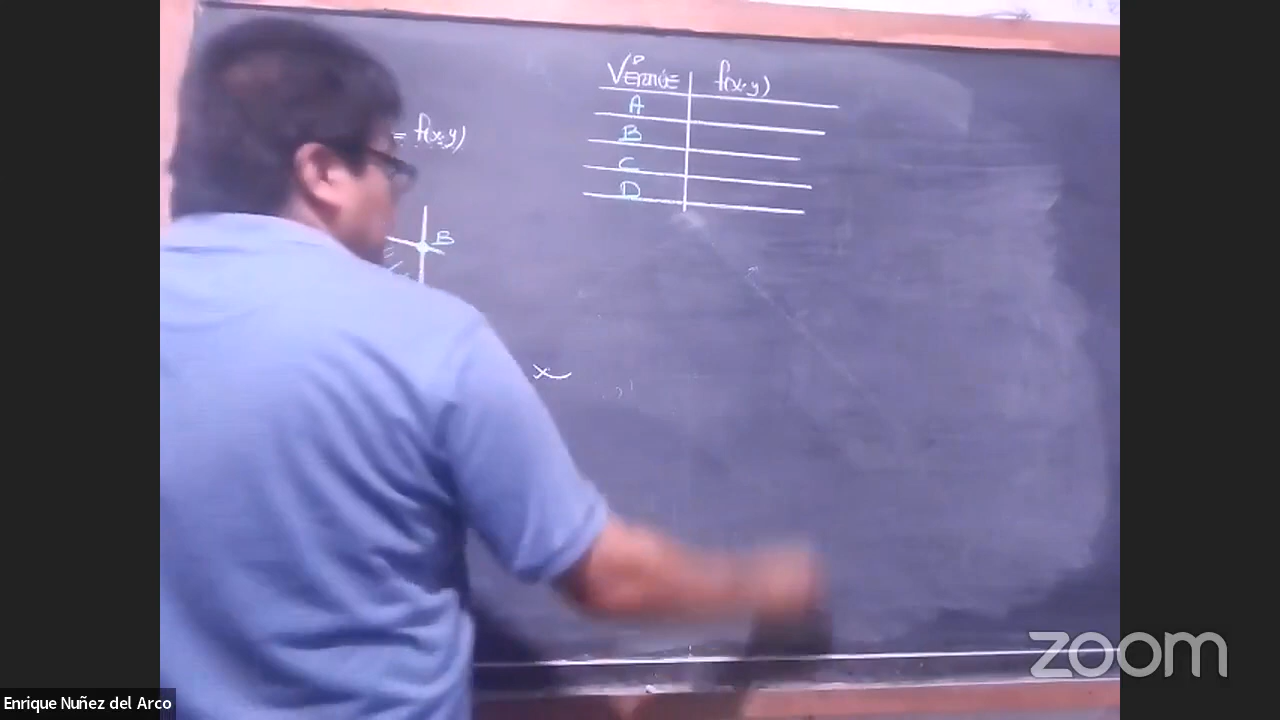 Vértice f(x,y)
A
B
C
D
= f(x,y)
B
x
zoom
Enrique Nuñez del Arco